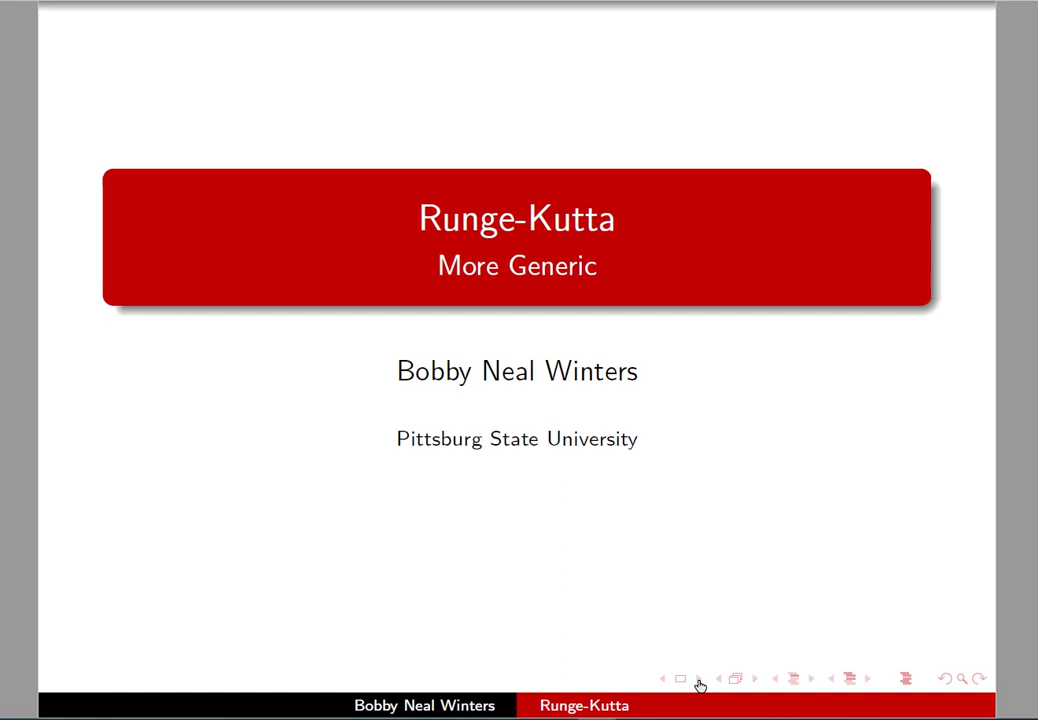 Runge-Kutta
More Generic
Bobby Neal Winters
Pittsburg State University
Bobby Neal Winters
Runge-Kutta